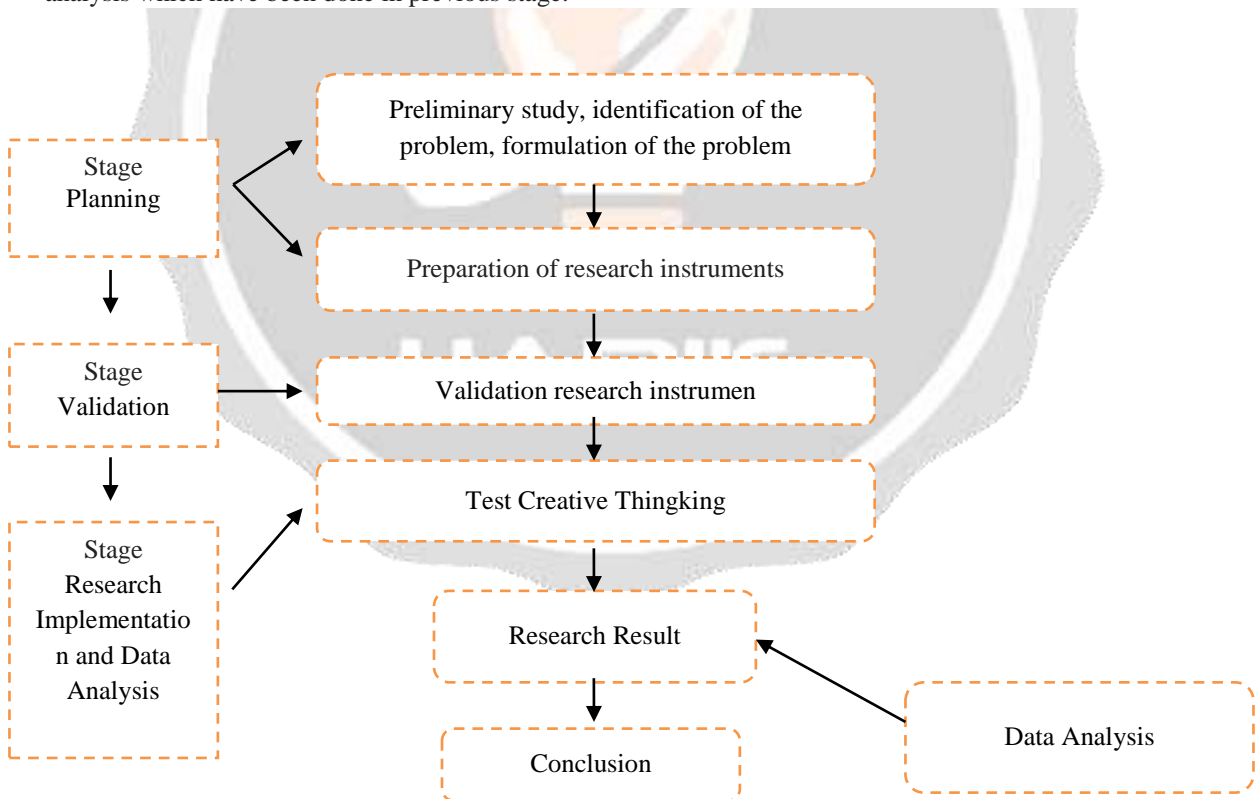 analysis which have been done in previous stage.
Preliminary study, identification of the
problem, formulation of the problem
Stage
Planning
Preparation of research instruments
Stage
Validation
Validation research instrumen
Test Creative Thingking
Stage
Research
Implementatio
n and Data
Analysis
Research Result
Data Analysis
Conclusion